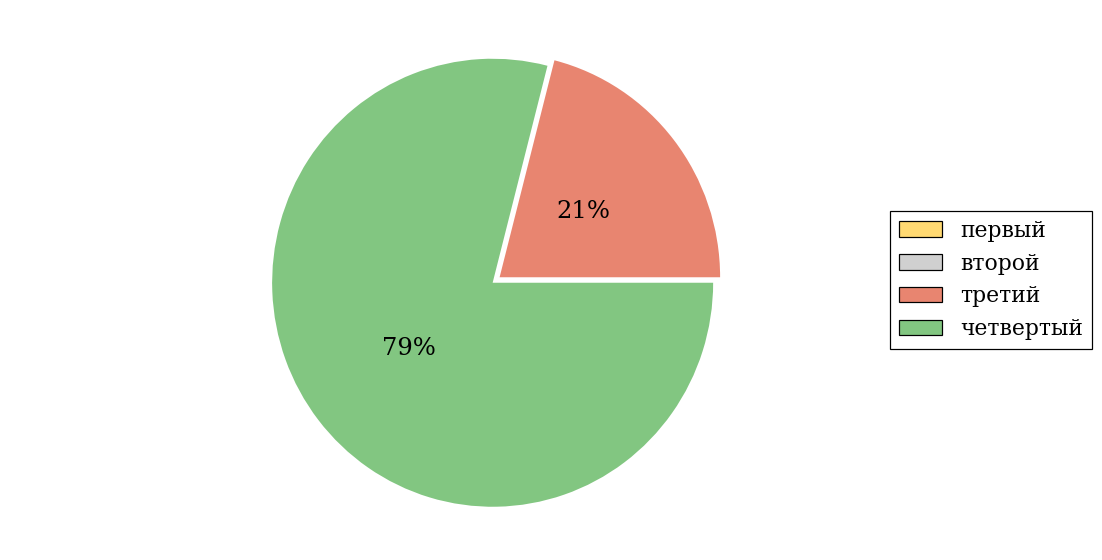 21%
79%
первый
второй
третий
четвертый